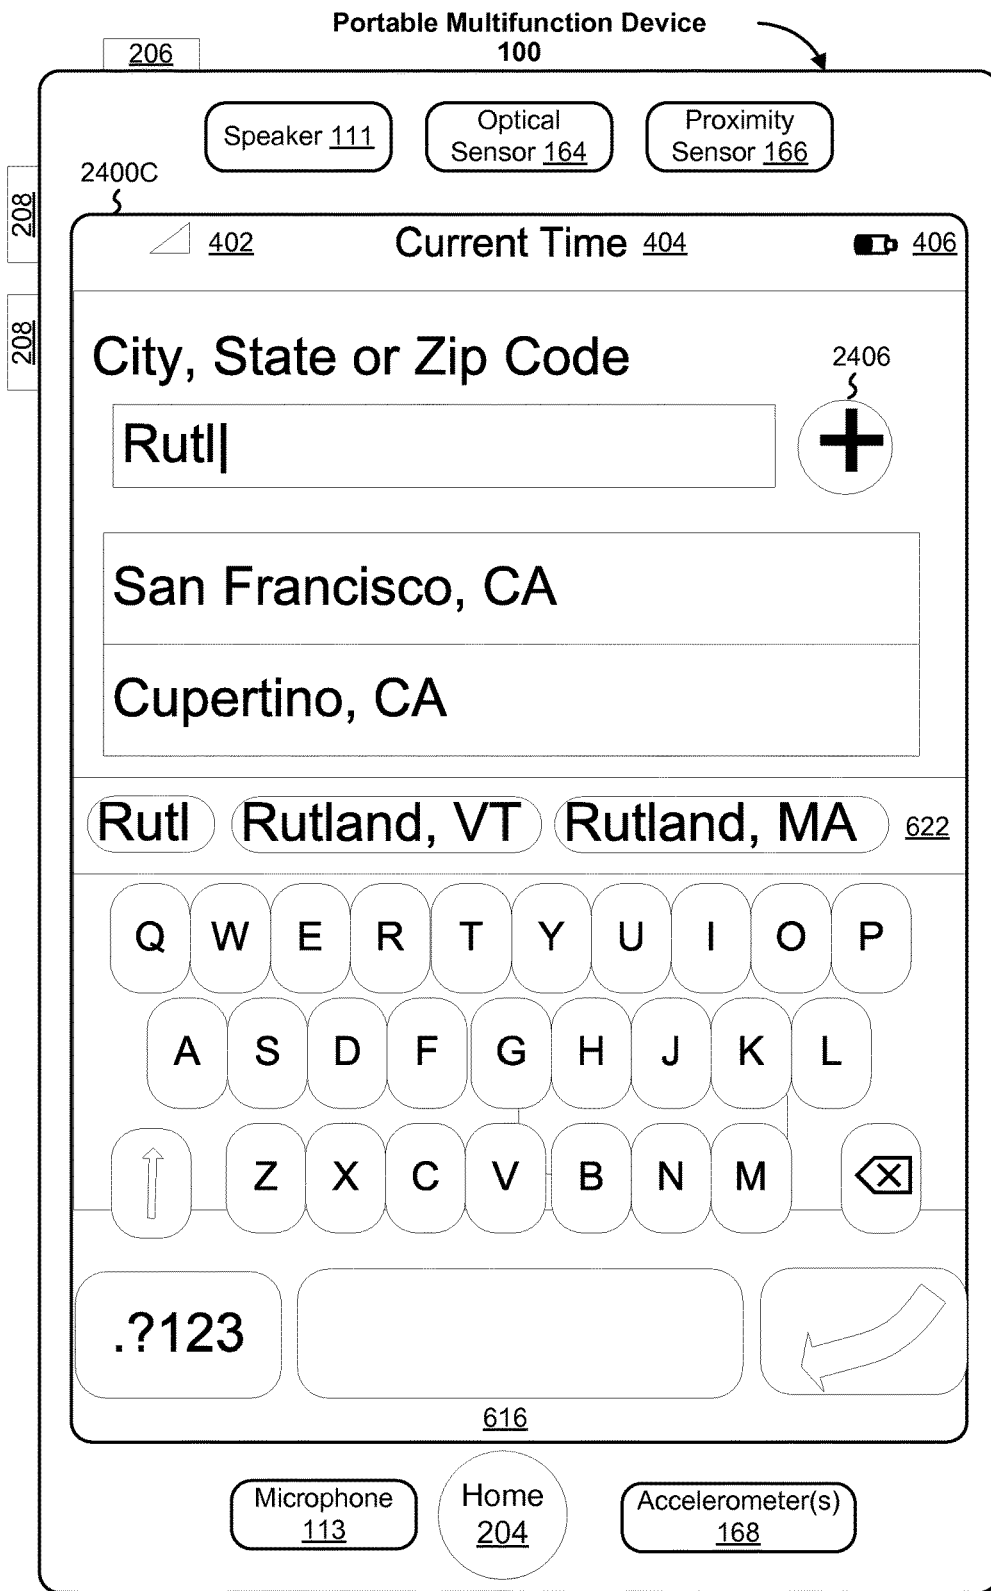 Portable Multifunction Device
100
206
Speaker 111
Optical
Sensor 164
Proximity
Sensor 166
2400C
208
208
402
Current Time 404
406
City, State or Zip Code
2406
Rutl
San Francisco, CA
Cupertino, CA
Rutl
Rutland, VT
Rutland, MA
622
Q W E R T Y U I O P
A S D F G H J K L
Z X C V B N M
.?123
616
Microphone
113
Home
204
Accelerometer(s)
168